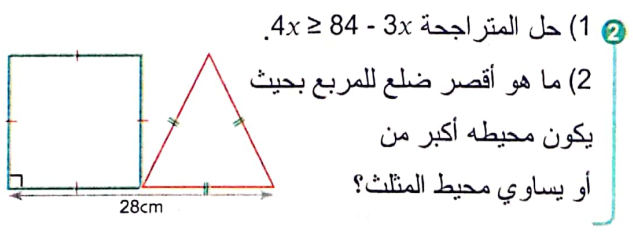 2
1) حل المتراجحة 4x ≥ 84 - 3x.
2) ما هو أقصر ضلع للمربع بحيث
يكون محيطه أكبر من
أو يساوي محيط المثلث؟
28cm